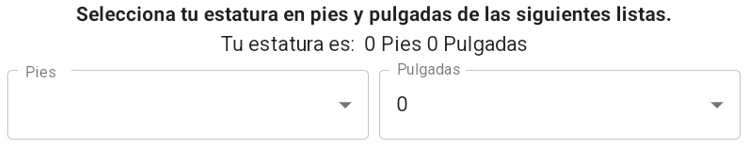 Selecciona tu estatura en pies y pulgadas de las siguientes listas.
Tu estatura es: 0 Pies 0 Pulgadas
Pies
Pulgadas
0